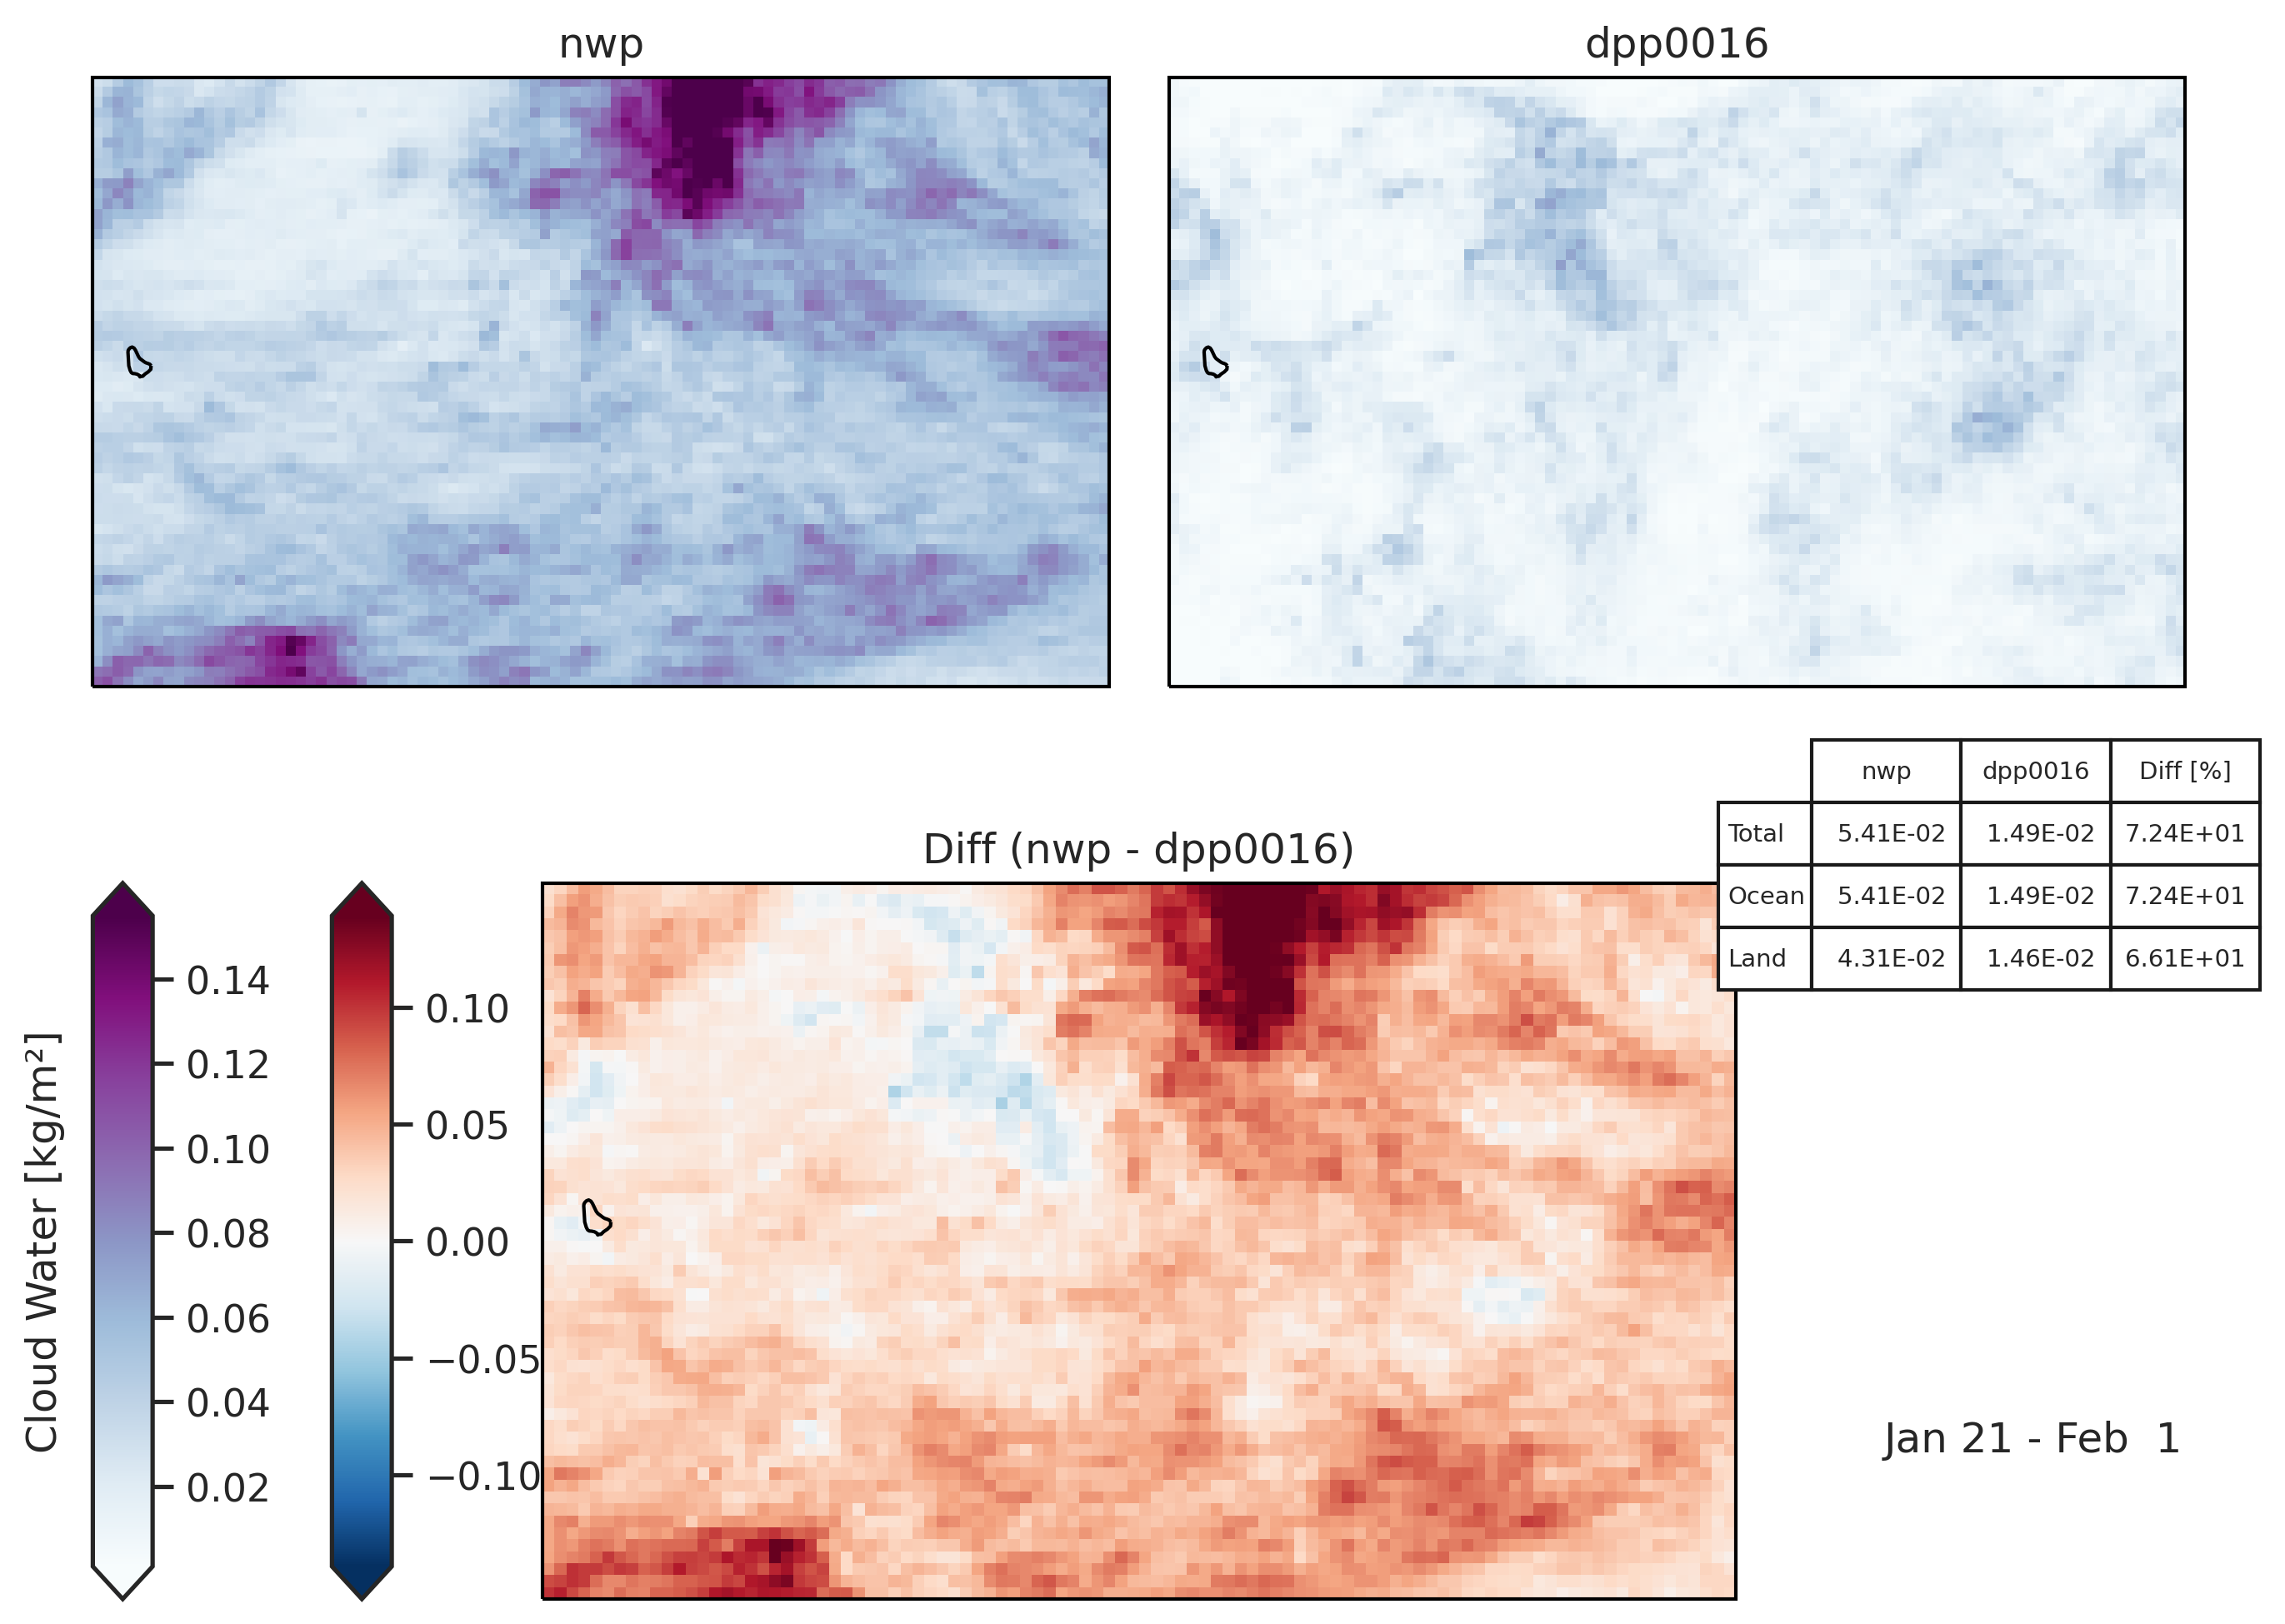 nwp
dpp0016
nwp dpp0016 Diff [%]
Total 5.41E-02 1.49E-02 7.24E+01
Ocean 5.41E-02 1.49E-02 7.24E+01
Land 4.31E-02 1.46E-02 6.61E+01
Diff (nwp - dpp0016)
Cloud Water [kg/m²]
0.14
0.12
0.10
0.08
0.06
0.04
0.02
0.10
0.05
0.00
−0.05
−0.10
Jan 21 - Feb  1